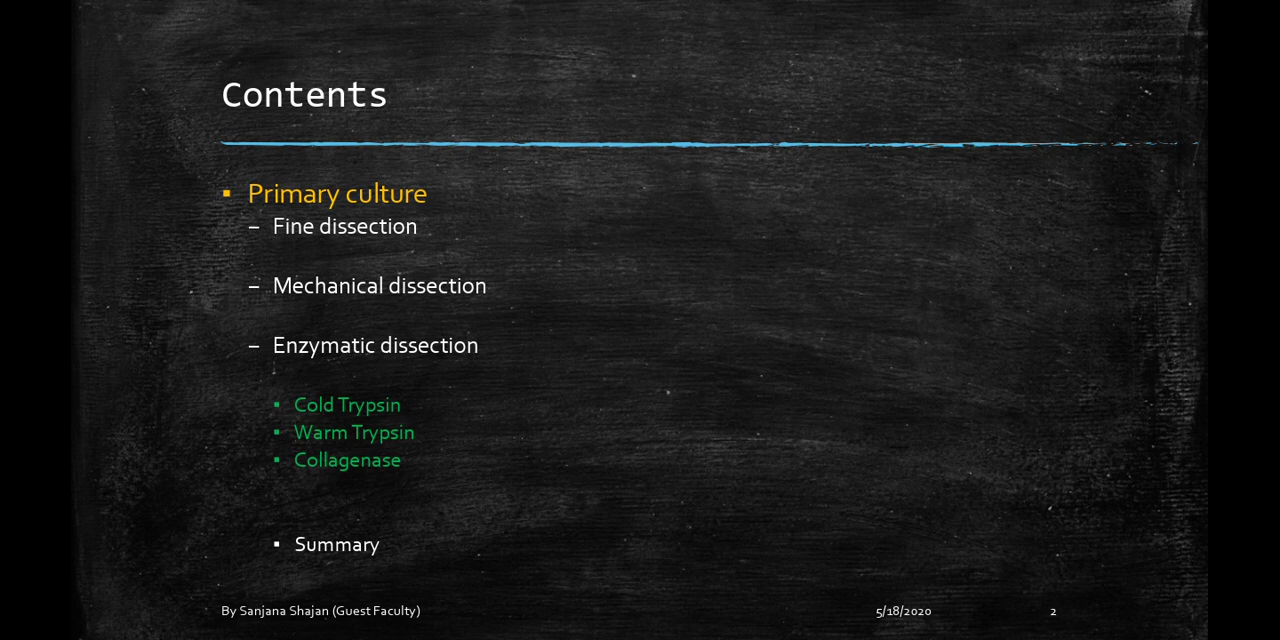 Contents
▪ Primary culture
– Fine dissection
– Mechanical dissection
– Enzymatic dissection
▪ Cold Trypsin
▪ Warm Trypsin
▪ Collagenase
▪ Summary
By Sanjana Shajan (Guest Faculty) 5/18/2020 2